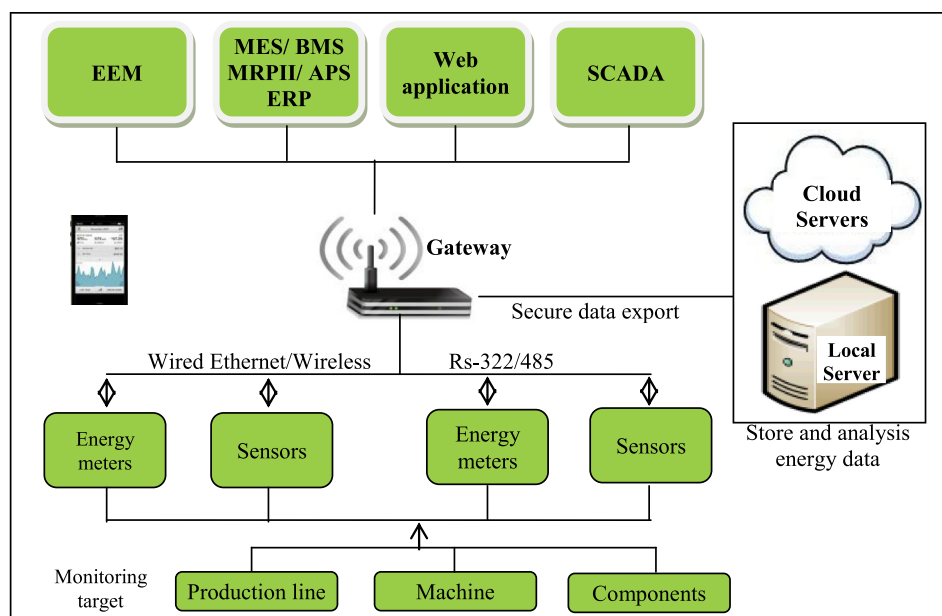 EEM
MES/ BMS
MRPII/ APS
ERP
Web
application
SCADA
Cloud
Servers
Gateway
Secure data export
Local
Server
Store and analysis
energy data
Wired Ethernet/Wireless
Rs-322/485
Energy
meters
Sensors
Energy
meters
Sensors
Monitoring
target
Production line
Machine
Components